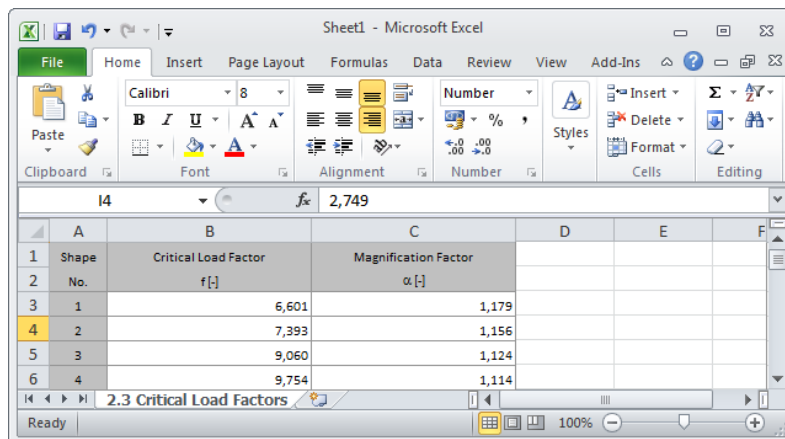 Sheet1 - Microsoft Excel
File Home Insert Page Layout Formulas Data Review View Add-Ins
Calibri 8 Number Insert
B I U A A % , Delete
Paste A Styles Format
Clipboard Font Alignment Number Cells Editing
I4 fx 2,749
A B C D E F
1 Shape Critical Load Factor Magnification Factor
2 No. f [-] α [-]
3 1 6,601 1,179
4 2 7,393 1,156
5 3 9,060 1,124
6 4 9,754 1,114
2.3 Critical Load Factors
Ready 100%